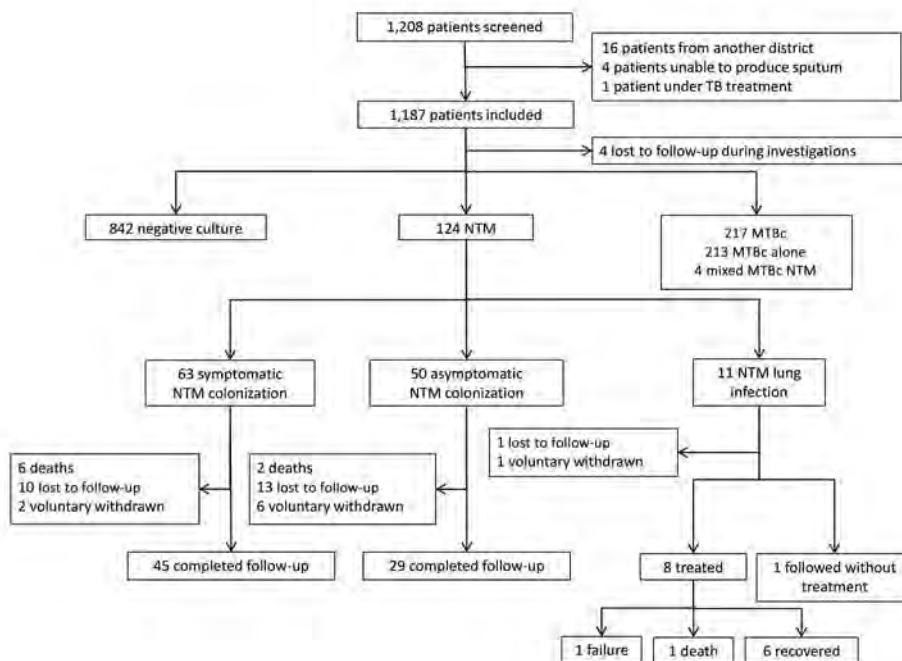 1,208 patients screened
16 patients from another district
4 patients unable to produce sputum
1 patient under TB treatment
1,187 patients included
4 lost to follow-up during investigations
842 negative culture
124 NTM
217 MTBc
213 MTBc alone
4 mixed MTBc NTM
63 symptomatic
NTM colonization
50 asymptomatic
NTM colonization
11 NTM lung
infection
6 deaths
10 lost to follow-up
2 voluntary withdrawn
2 deaths
13 lost to follow-up
6 voluntary withdrawn
1 lost to follow-up
1 voluntary withdrawn
45 completed follow-up
29 completed follow-up
8 treated
1 followed without
treatment
1 failure
1 death
6 recovered